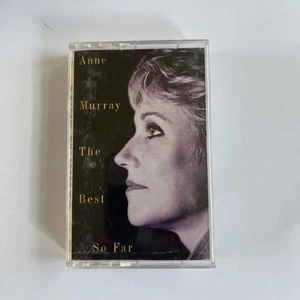 Anne
Murray
The
Best
...So Far